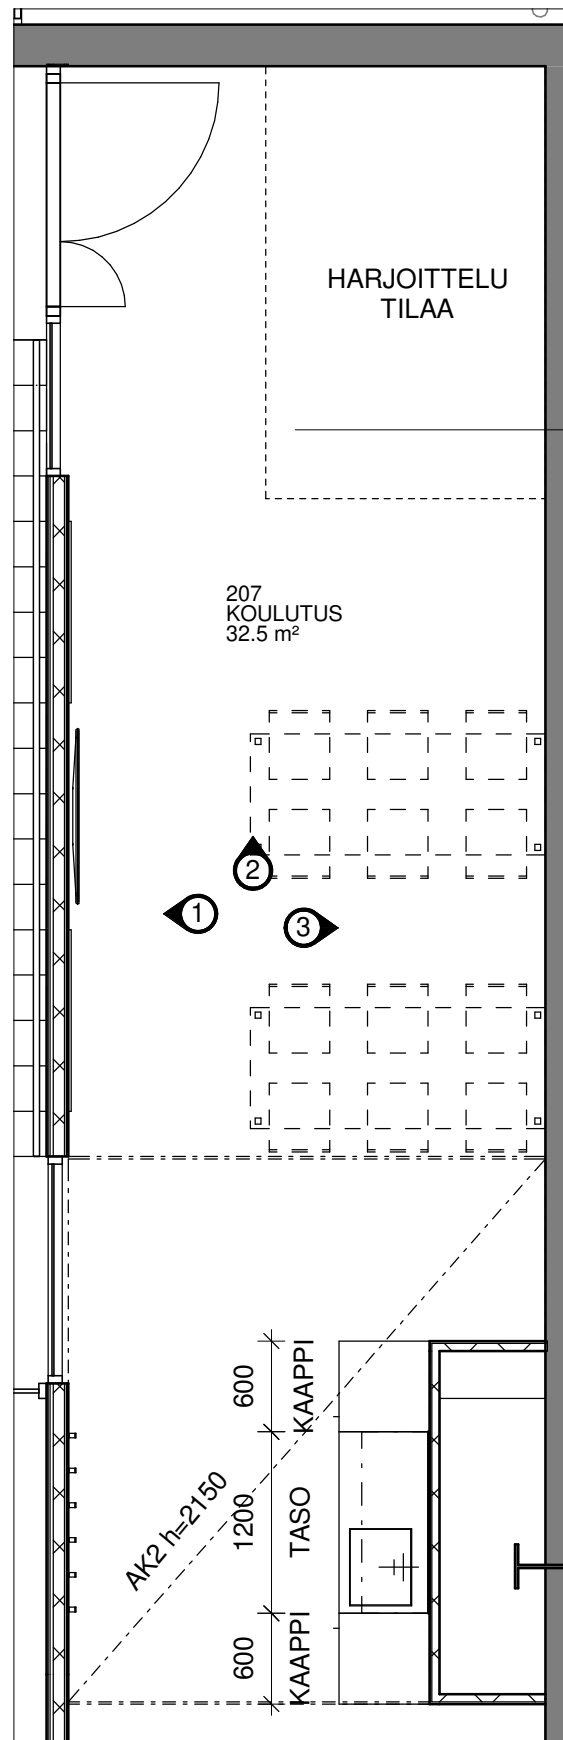 HARJOITTELU
TILAA
207
KOULUTUS
32.5 m²
2
1
3
600
KAAPPI
AK2 h=2150
1200
TASO
600
KAAPPI